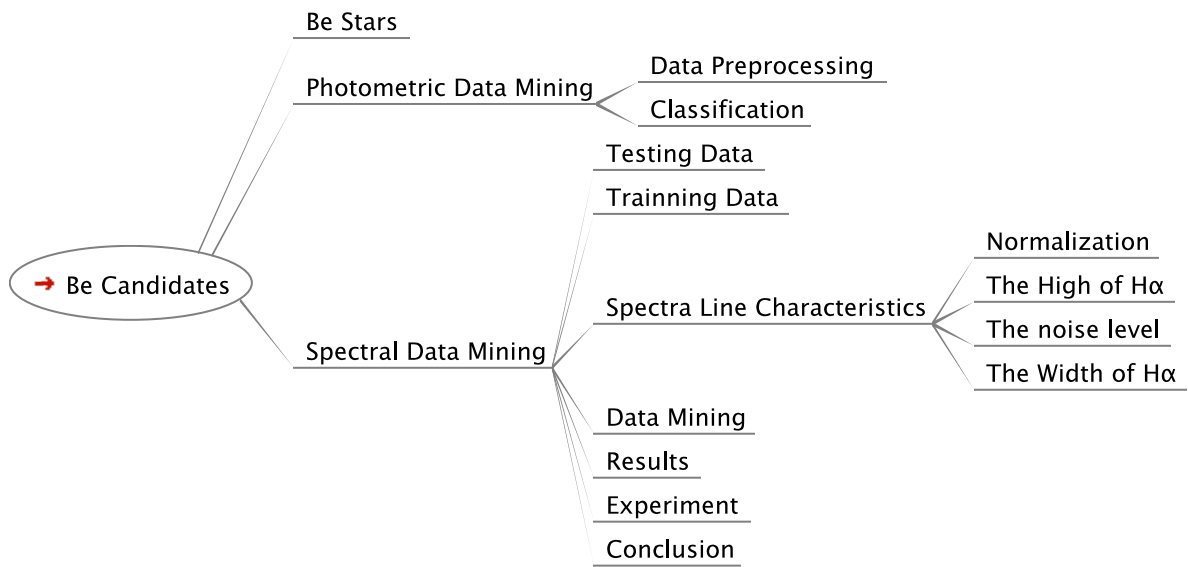 Be Stars
Photometric Data Mining
Data Preprocessing
Classification
Testing Data
Trainning Data
Normalization
The High of Hα
Spectra Line Characteristics
The noise level
The Width of Hα
Be Candidates
Spectral Data Mining
Data Mining
Results
Experiment
Conclusion